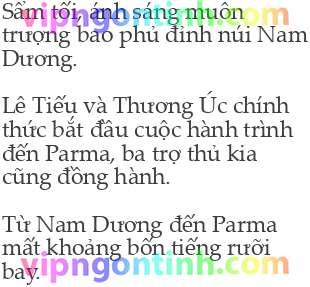 Sẩm tối, ánh sáng muôn
trượng bao phủ đỉnh núi Nam
Dương.
Lê Tiếu và Thương Úc chính
thức bắt đầu cuộc hành trình
đến Parma, ba trợ thủ kia
cũng đồng hành.
Từ Nam Dương đến Parma
mất khoảng bốn tiếng rưỡi
bay.
vipngontinh.com
vipngontinh.com